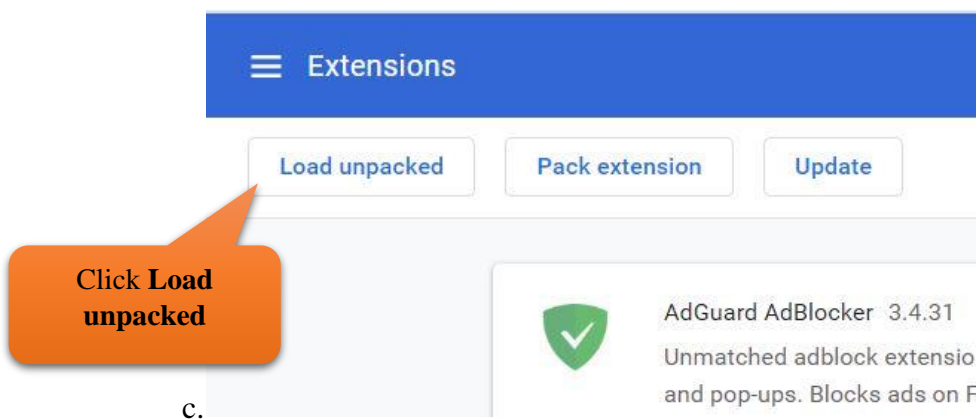 Extensions
Load unpacked Pack extension Update
Click Load
unpacked
AdGuard AdBlocker 3.4.31
Unmatched adblock
and pop-ups. Blocks ads on
c.